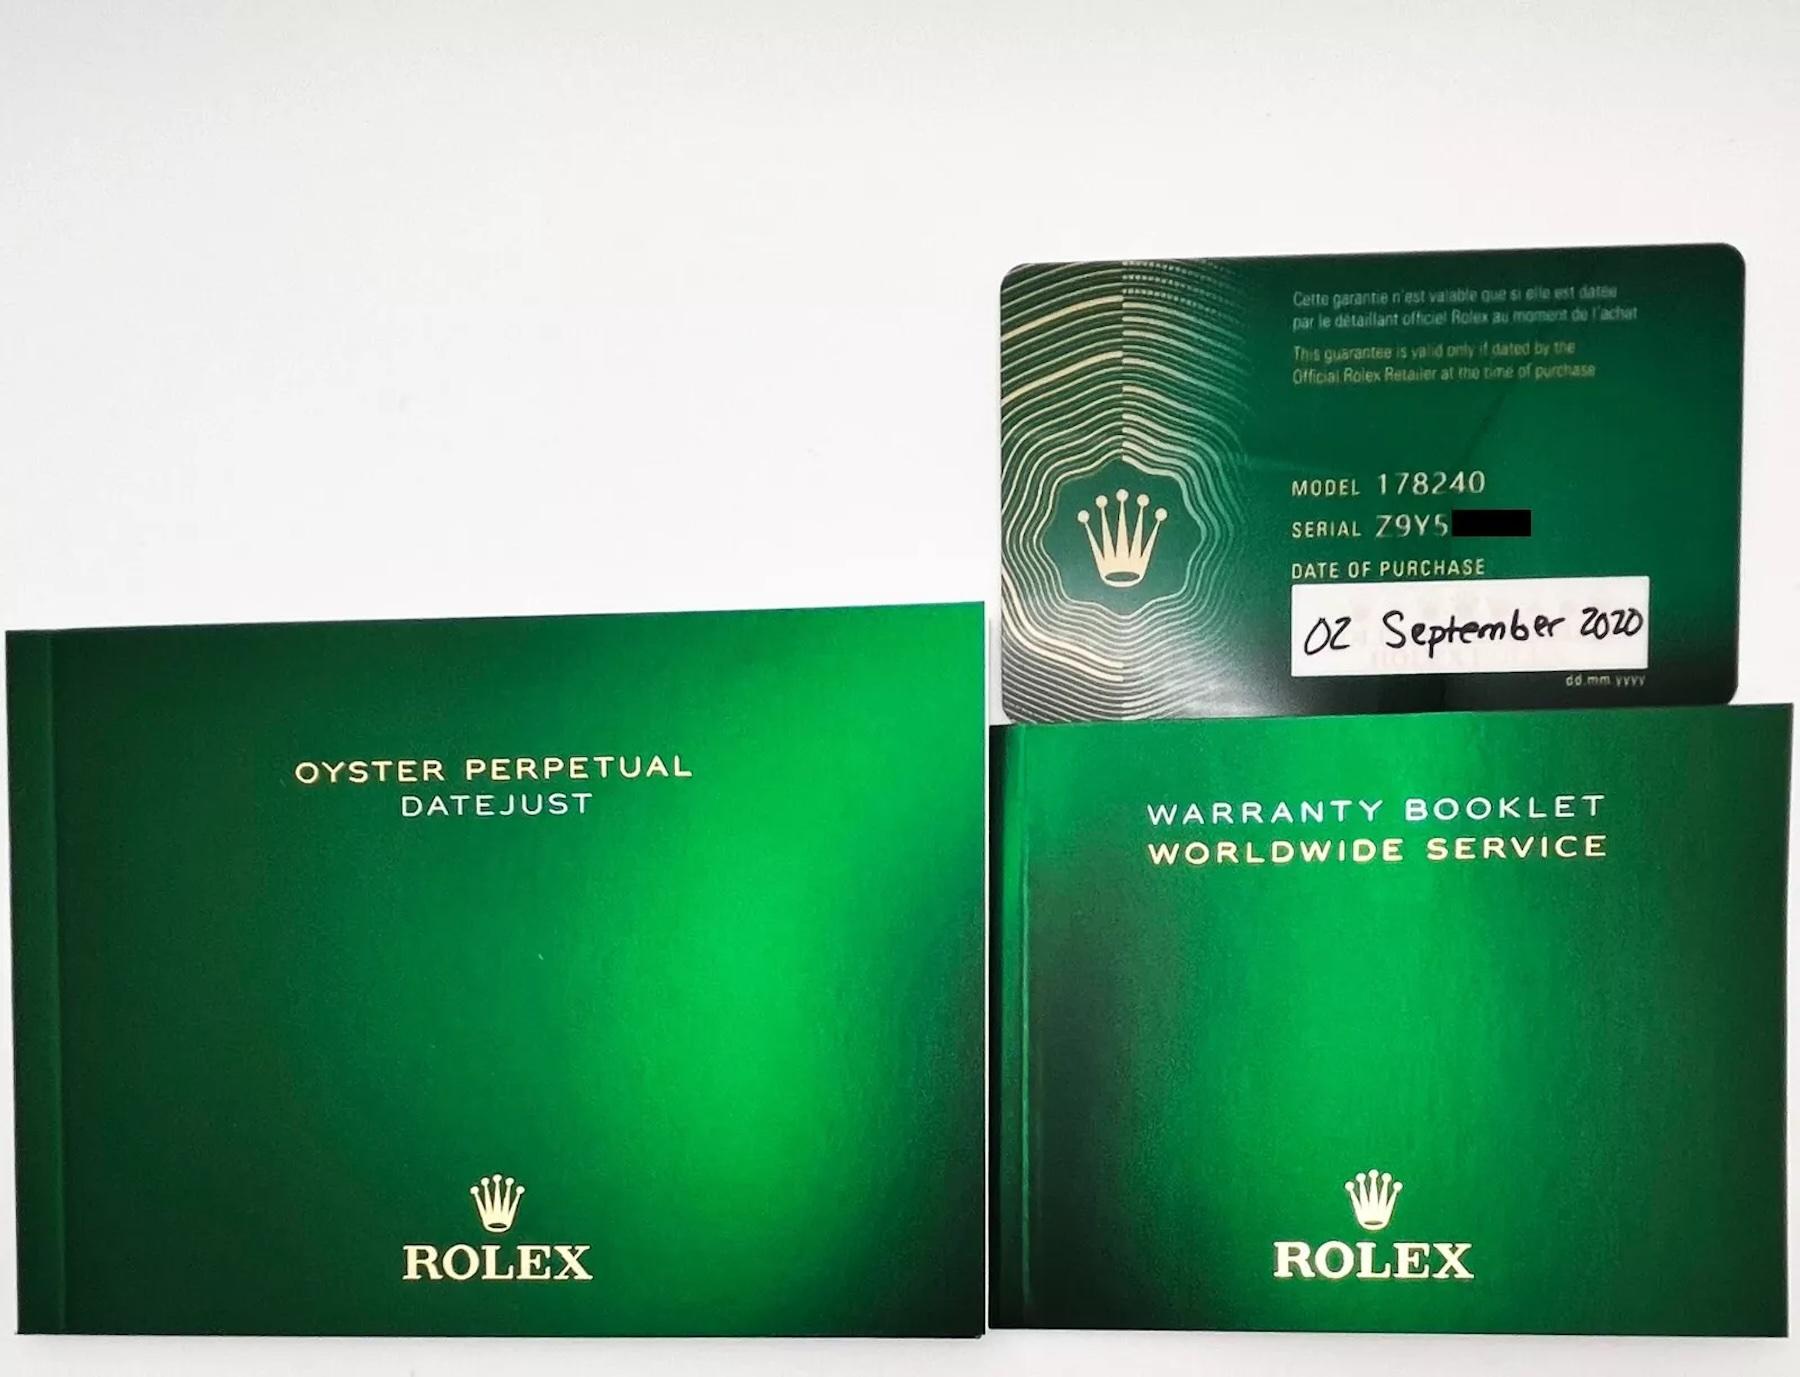 OYSTER PERPETUAL
DATEJUST
ROLEX
Cette garantie n'est valable que si elle est datée
par le détaillant officiel Rolex au moment de l'achat
This guarantee is valid only if dated by the
Official Rolex Retailer at the time of purchase
MODEL 178240
SERIAL Z9Y5
DATE OF PURCHASE
02 September 2020
dd.mm.yyyy
WARRANTY BOOKLET
WORLDWIDE SERVICE
ROLEX